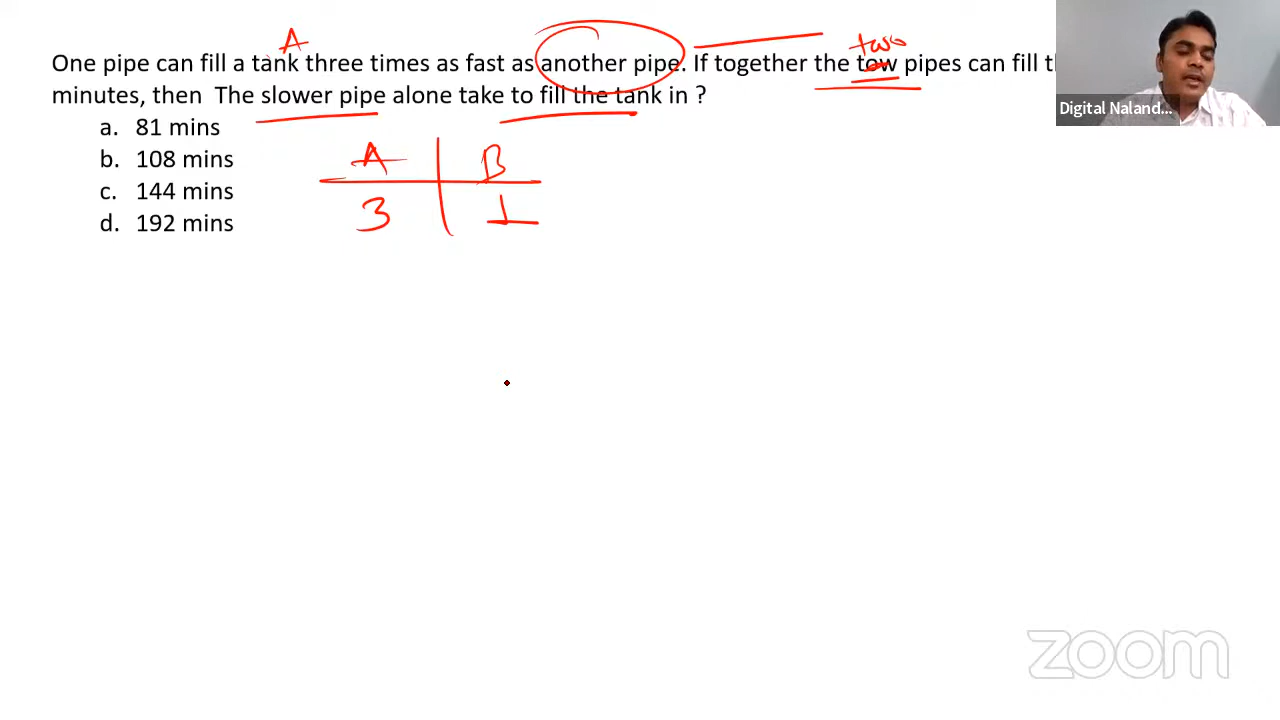 A
two
One pipe can fill a tank three times as fast as another pipe. If together the tow pipes can fill
minutes, then The slower pipe alone take to fill the tank in ?
a. 81 mins
b. 108 mins
c. 144 mins
d. 192 mins
A B
3 1
Digital Naland...
zoom